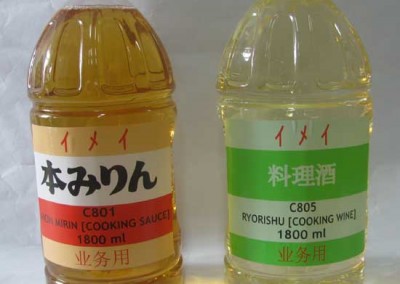 イメイ
本みりん
C801
HON MIRIN [COOKING SAUCE]
1800 ml
业务用
イメイ
料理酒
C805
RYORISHU [COOKING WINE]
1800 ml
业务用